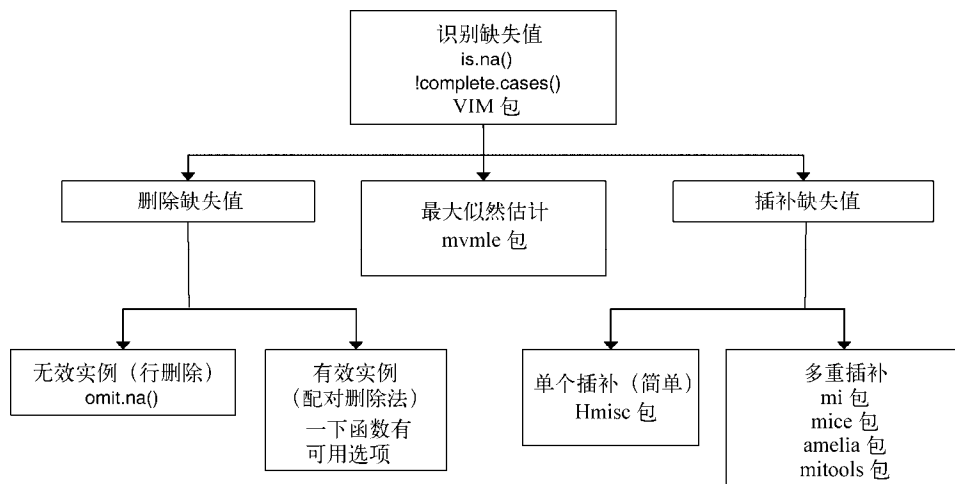 识别缺失值
is.na()
!complete.cases()
VIM 包
删除缺失值
最大似然估计
mvmle 包
插补缺失值
无效实例（行删除）
omit.na()
有效实例
（配对删除法）
一下函数有
可用选项
单个插补（简单）
Hmisc 包
多重插补
mi 包
mice 包
amelia 包
mitools 包